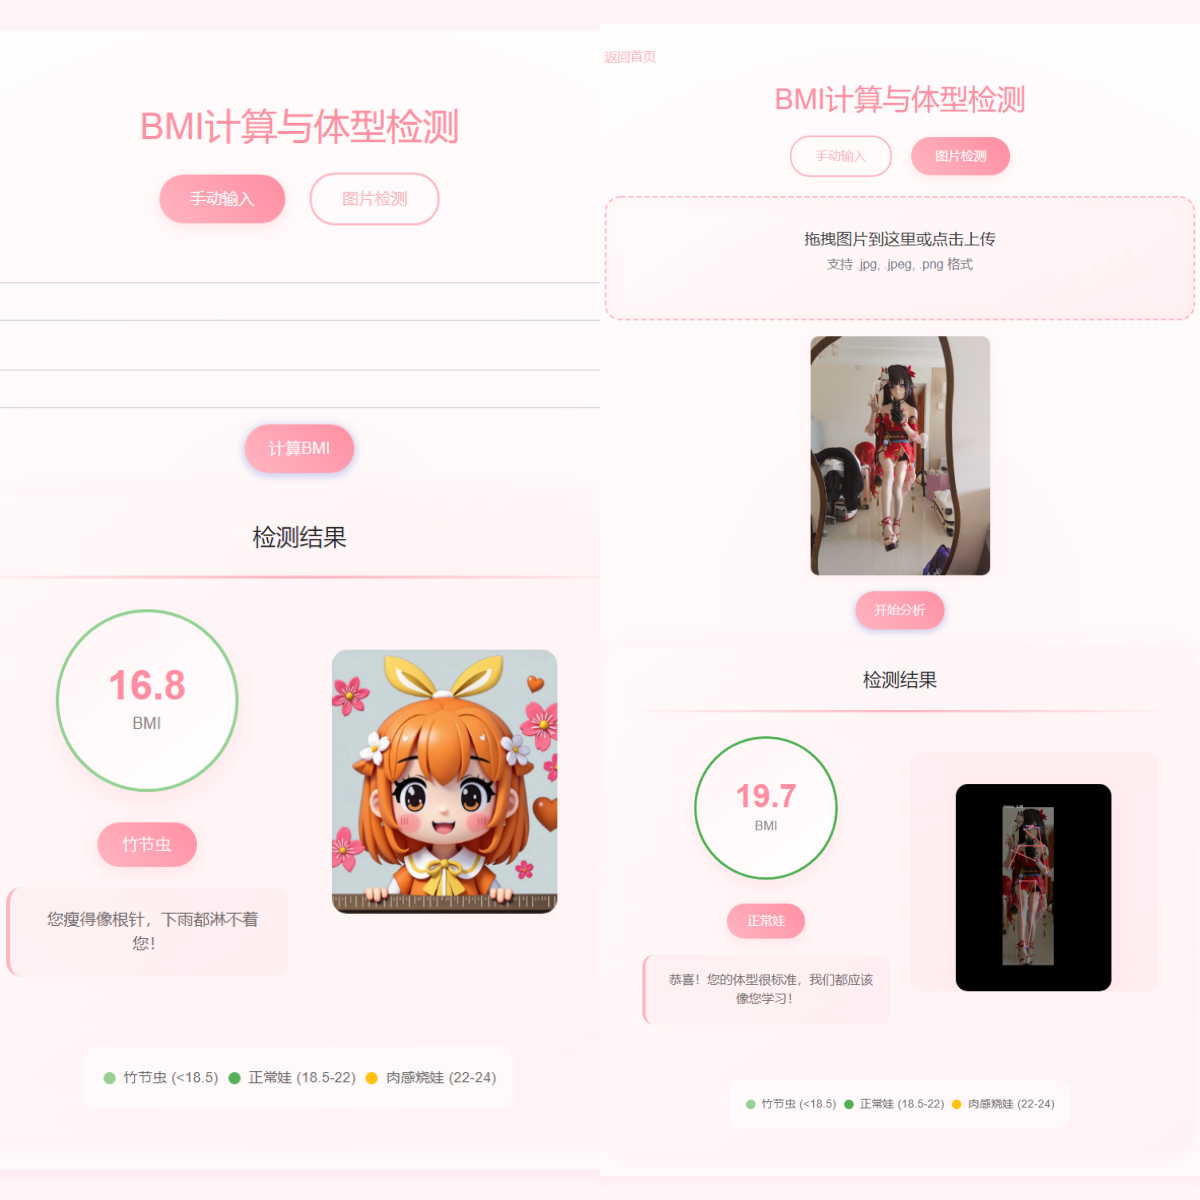 BMI计算与体型检测
手动输入
图片检测
计算BMI
检测结果
16.8
BMI
竹节虫
您瘦得像根针，下雨都淋不着
您！
竹节虫 (<18.5)
正常娃 (18.5-22)
肉感烧娃 (22-24)
返回首页
BMI计算与体型检测
手动输入
图片检测
拖拽图片到这里或点击上传
支持 .jpg, .jpeg, .png 格式
开始分析
检测结果
19.7
BMI
正常娃
恭喜！您的体型很标准，我们都应该
像您学习！
竹节虫 (<18.5)
正常娃 (18.5-22)
肉感烧娃 (22-24)